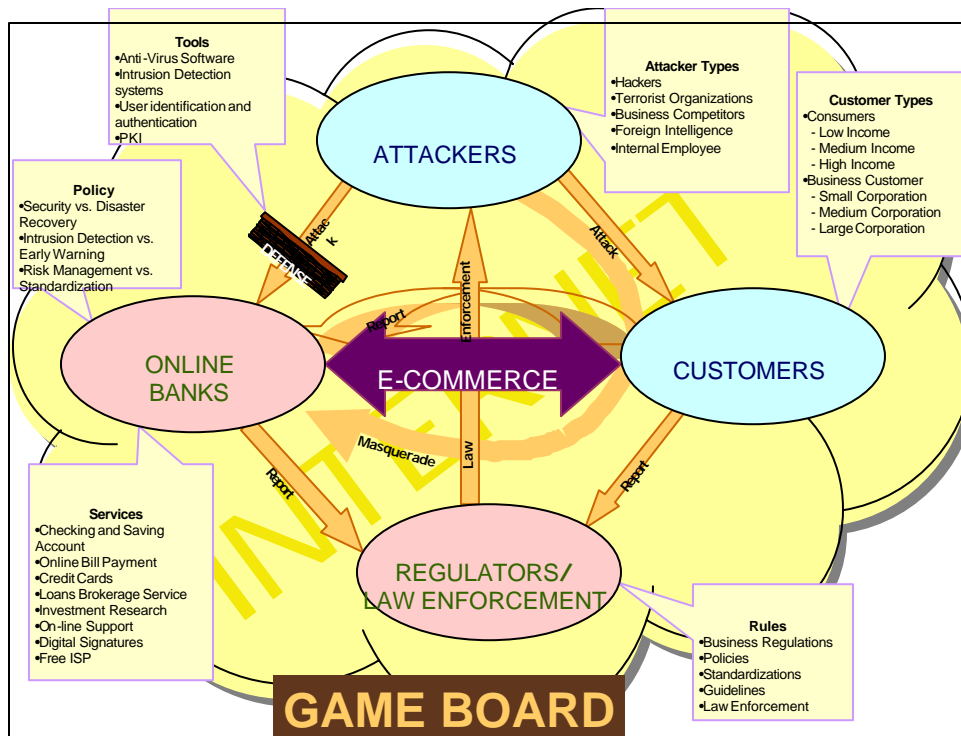 Tools
•Anti-Virus Software
•Intrusion Detection
systems
•User identification and
authentication
•PKI
Attacker Types
•Hackers
•Terrorist Organizations
•Business Competitors
•Foreign Intelligence
•Internal Employee
Customer Types
•Consumers
- Low Income
- Medium Income
- High Income
•Business Customer
- Small Corporation
- Medium Corporation
- Large Corporation
ATTACKERS
Policy
•Security vs. Disaster
Recovery
•Intrusion Detection vs.
Early Warning
•Risk Management vs.
Standardization
Attac
k
DEFENSE
Attack
INTERNET
Report
Enforcement
ONLINE
BANKS
E-COMMERCE
CUSTOMERS
Masquerade
Law
Report
Report
Services
•Checking and Saving
Account
•Online Bill Payment
•Credit Cards
•Loans Brokerage Service
•Investment Research
•On-line Support
•Digital Signatures
•Free ISP
REGULATORS/
LAW ENFORCEMENT
Rules
•Business Regulations
•Policies
•Standardizations
•Guidelines
•Law Enforcement
GAME BOARD